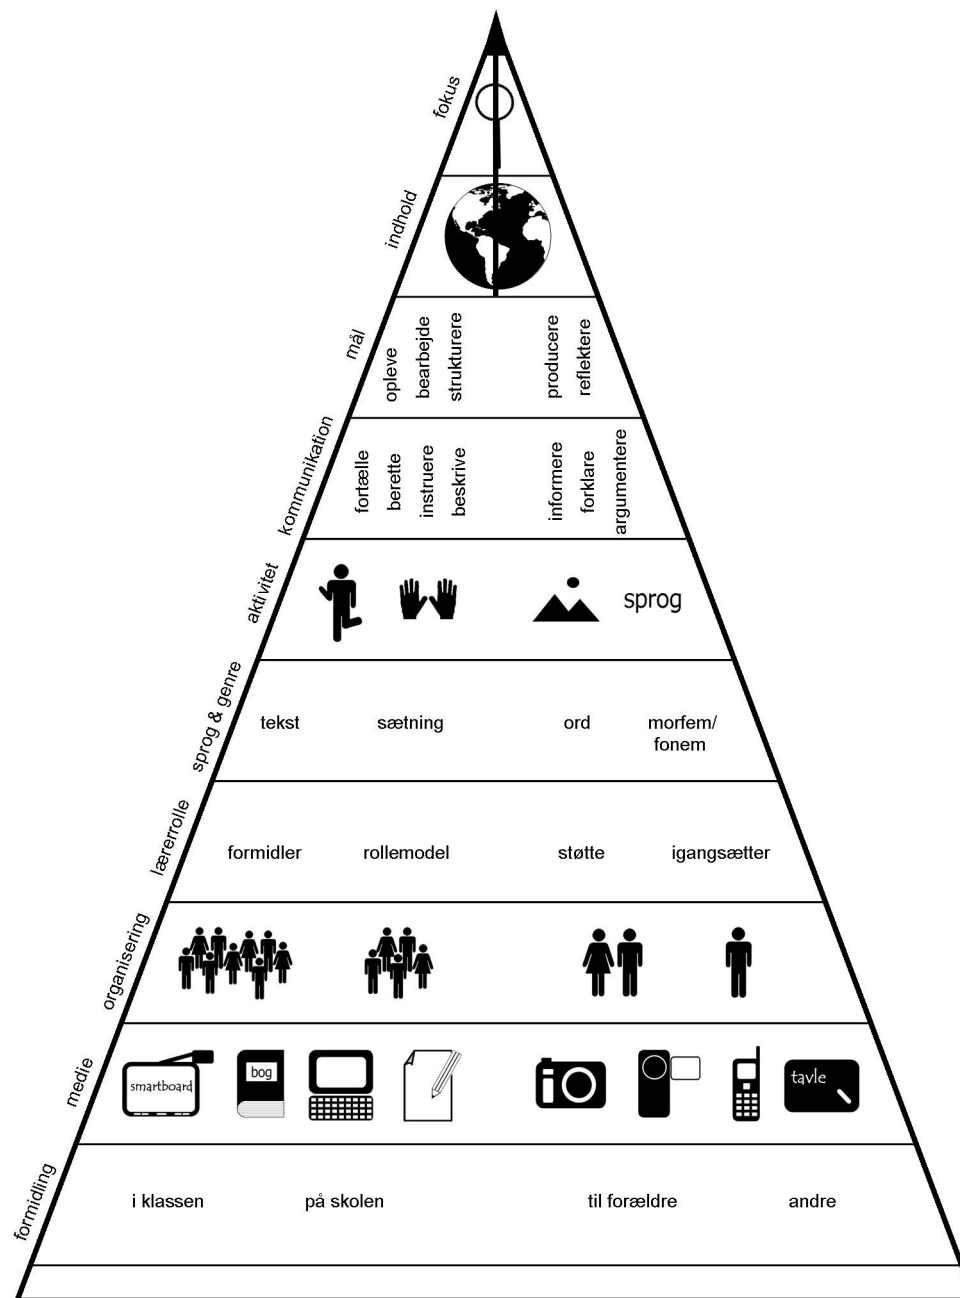 fokus
indhold
mål
opleve
bearbejde
strukturere
producere
reflektere
kommunikation
fortælle
berette
instruere
beskrive
informere
forklare
argumentere
aktivitet
sprog
sprog & genre
tekst
sætning
ord
morfem/
fonem
lærerrolle
formidler
rollemodel
støtte
igangsætter
organisering
medie
smartboard
bog
tavle
formidling
i klassen
på skolen
til forældre
andre